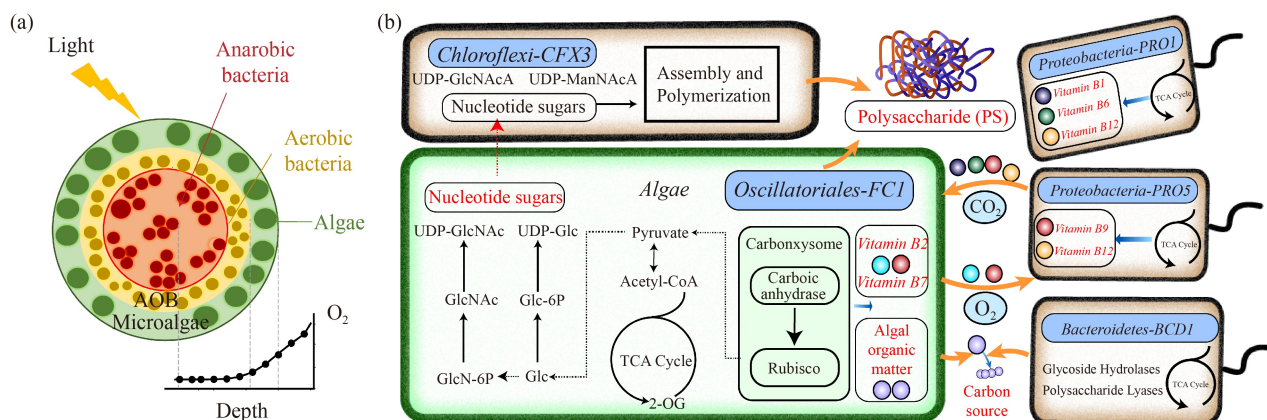 (a)
Light
Anarobic
bacteria
Aerobic
bacteria
Algae
AOB
Microalgae
O2
Depth
(b)
Chloroflexi-CFX3
UDP-GlcNAcA UDP-ManNAcA
Nucleotide sugars
Assembly and
Polymerization
Polysaccharide (PS)
Proteobacteria-PRO1
Vitamin B1
Vitamin B6
Vitamin B12
TCA Cycle
Nucleotide sugars
Algae
Oscillatoriales-FC1
UDP-GlcNAc
UDP-Glc
Pyruvate
Acetyl-CoA
GlcNAc
Glc-6P
GlcN-6P
Glc
TCA Cycle
2-OG
Carbonxysome
Carboic
anhydrase
Rubisco
Vitamin B2
Vitamin B7
Algal
organic
matter
CO2
O2
Carbon
source
Proteobacteria-PRO5
Vitamin B9
Vitamin B12
TCA Cycle
Bacteroidetes-BCD1
Glycoside Hydrolases
Polysaccharide Lyases
TCA Cycle